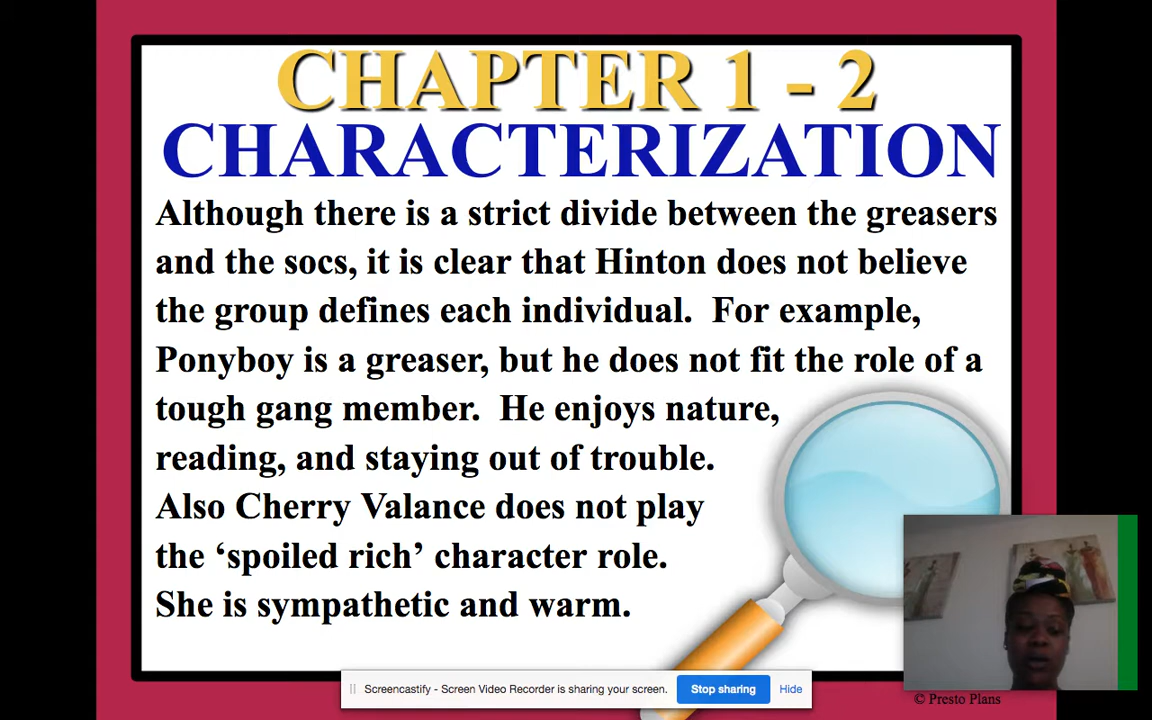 CHAPTER 1 - 2
CHARACTERIZATION
Although there is a strict divide between the greasers
and the socs, it is clear that Hinton does not believe
the group defines each individual.  For example,
Ponyboy is a greaser, but he does not fit the role of a
tough gang member.  He enjoys nature,
reading, and staying out of trouble.
Also Cherry Valance does not play
the ‘spoiled rich’ character role.
She is sympathetic and warm.
Screencastify - Screen Video Recorder is sharing your screen. Stop sharing Hide
© Presto Plans